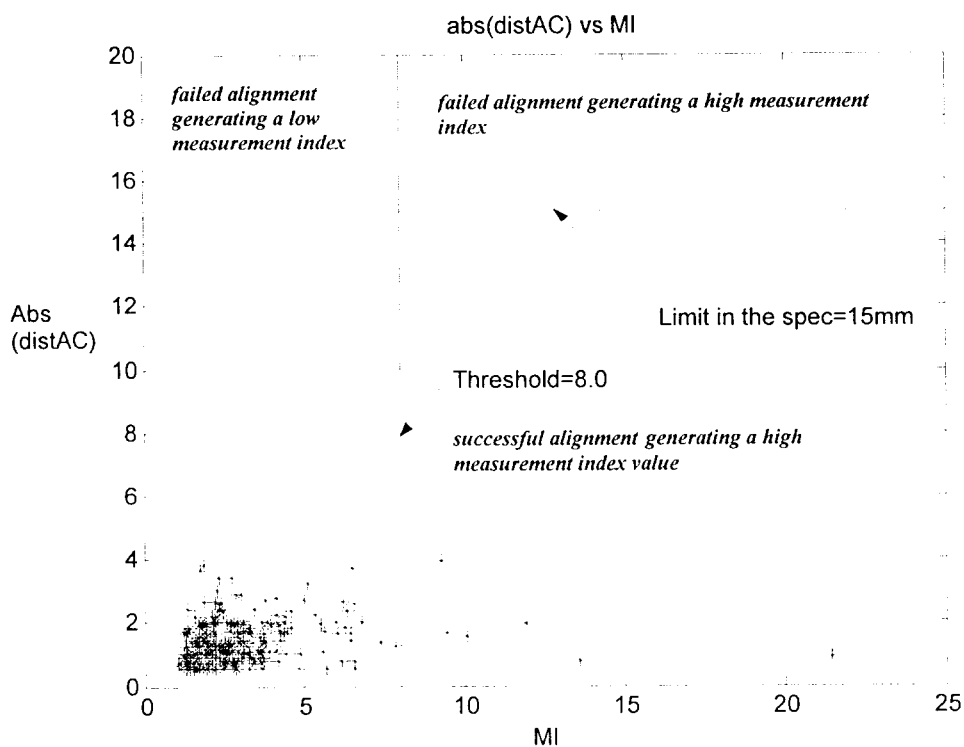 abs(distAC) vs MI
20
18
16
14
12
10
8
6
4
2
0
Abs
(distAC)
failed alignment
generating a low
measurement index
failed alignment generating a high measurement
index
Limit in the spec=15mm
Threshold=8.0
successful alignment generating a high
measurement index value
0 5 10 15 20 25
MI